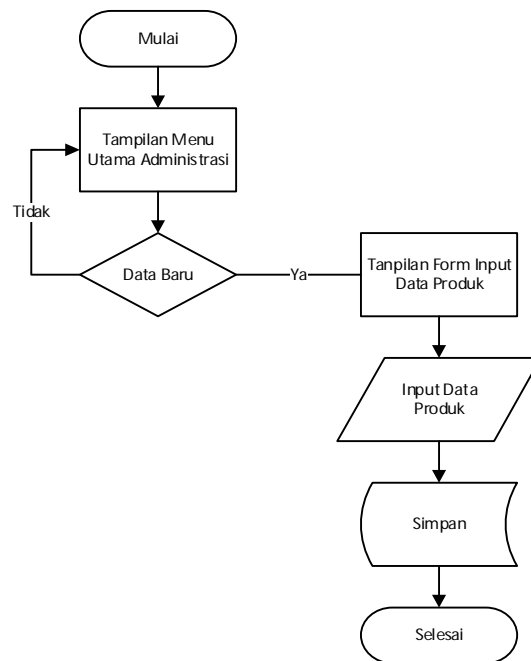 Mulai
Tampilan Menu
Utama Administrasi
Tidak
Data Baru
Ya
Tanpilan Form Input
Data Produk
Input Data
Produk
Simpan
Selesai